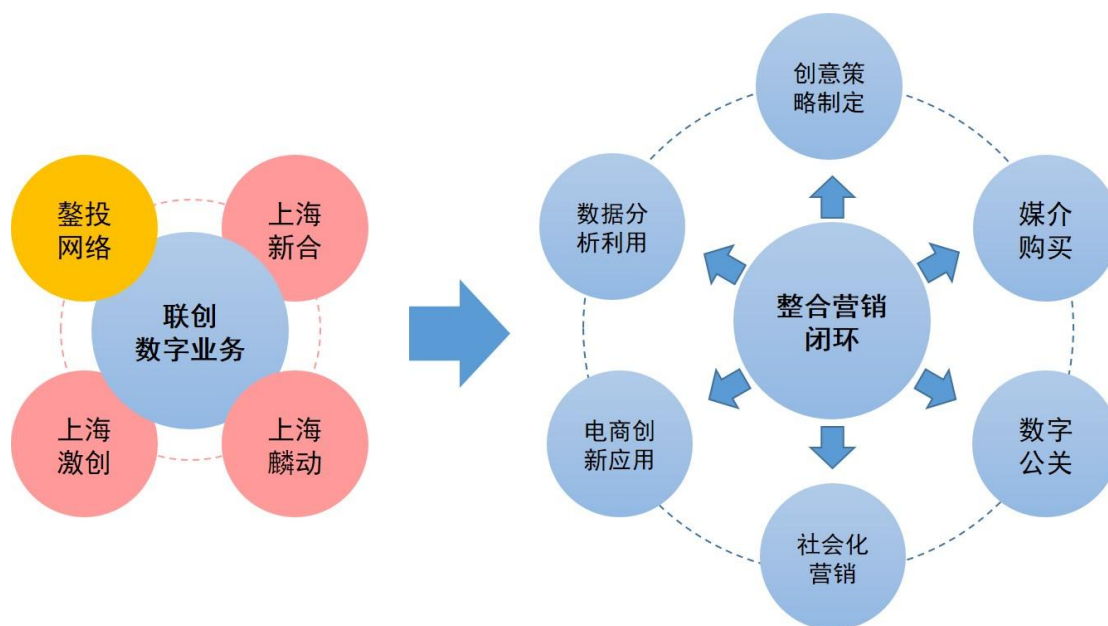 鏊投
网络
上海
新合
联创
数字业务
上海
激创
上海
麟动
创意策
略制定
数据分
析利用
媒介
购买
整合营销
闭环
电商创
新应用
数字
公关
社会化
营销